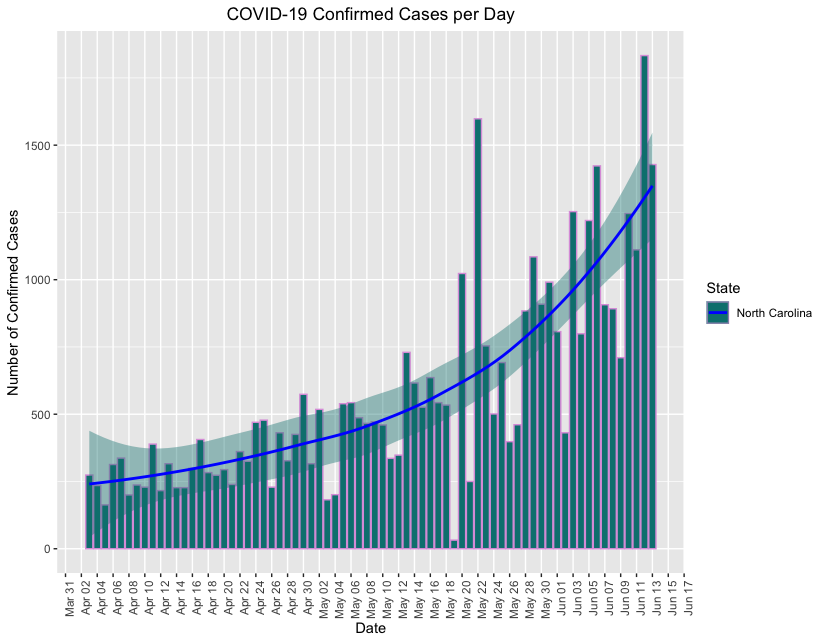 COVID-19 Confirmed Cases per Day
Number of Confirmed Cases
1500
1000
500
0
Mar 31
Apr 02
Apr 04
Apr 06
Apr 08
Apr 10
Apr 12
Apr 14
Apr 16
Apr 18
Apr 20
Apr 22
Apr 24
Apr 26
Apr 28
Apr 30
May 02
May 04
May 06
May 08
May 10
May 12
May 14
May 16
May 18
May 20
May 22
May 24
May 26
May 28
May 30
Jun 01
Jun 03
Jun 05
Jun 07
Jun 09
Jun 11
Jun 13
Jun 15
Jun 17
Date
State
North Carolina